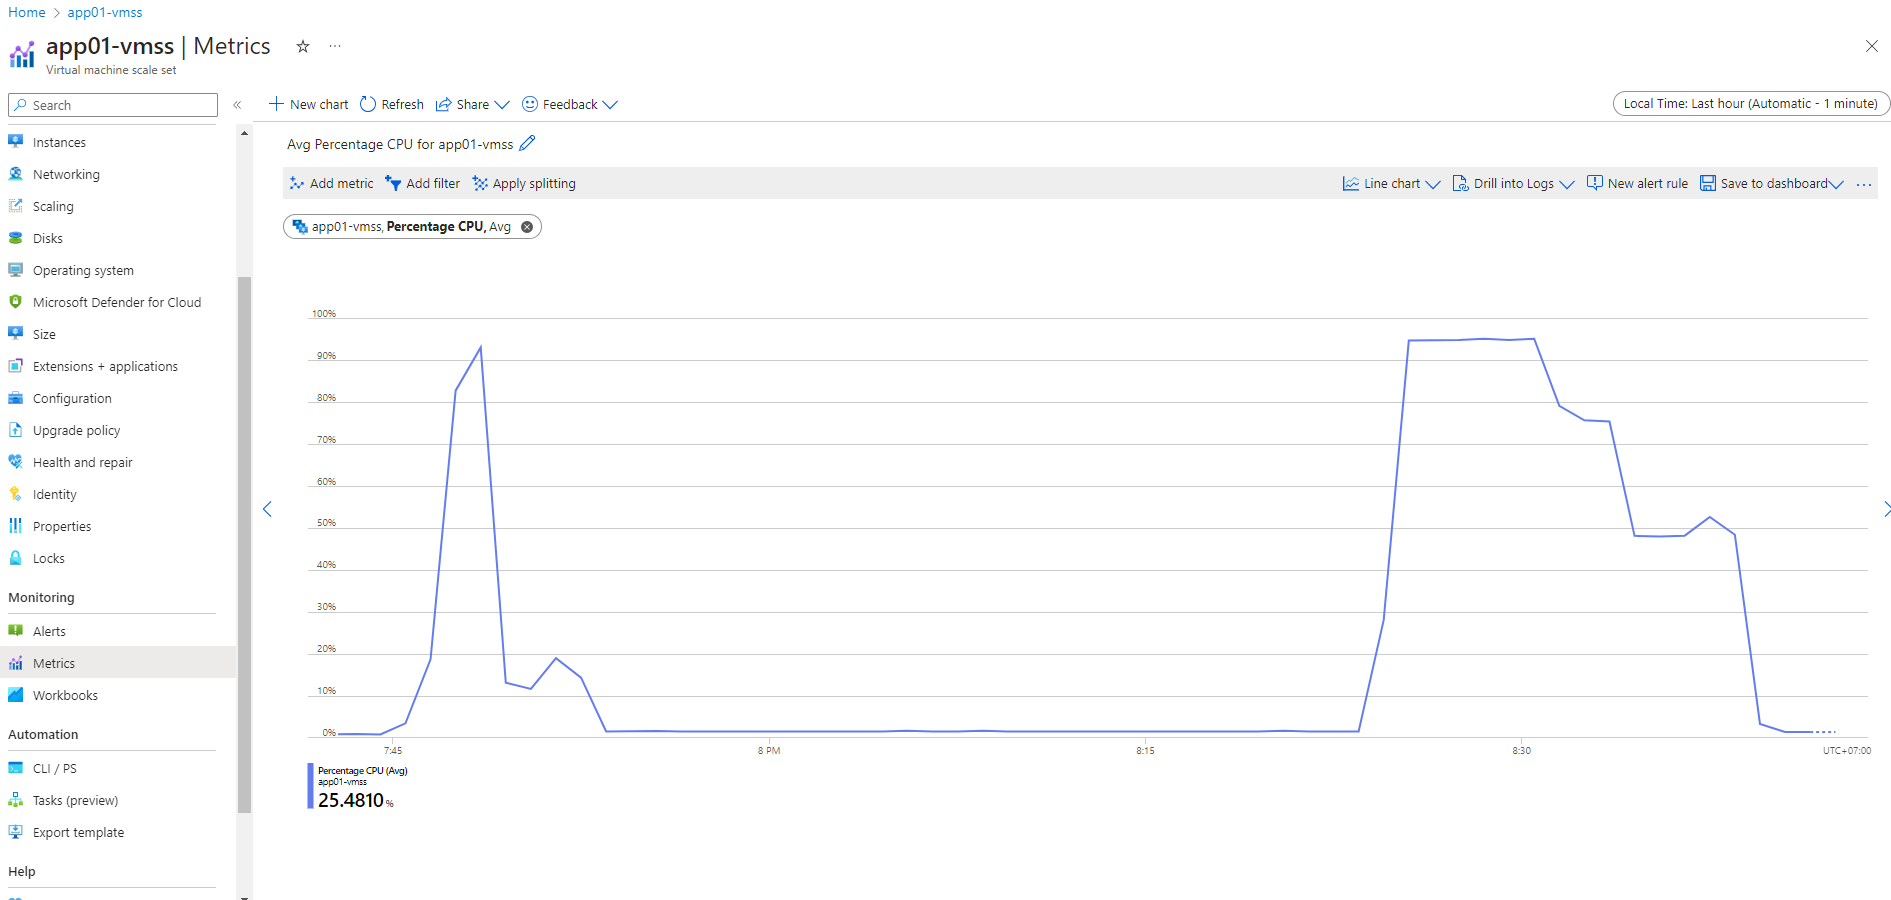 Home > app01-vmss
app01-vmss | Metrics
Virtual machine scale set
Search
Instances
Networking
Scaling
Disks
Operating system
Microsoft Defender for Cloud
Size
Extensions + applications
Configuration
Upgrade policy
Health and repair
Identity
Properties
Locks
Monitoring
Alerts
Metrics
Workbooks
Automation
CLI / PS
Tasks (preview)
Export template
Help
New chart Refresh Share Feedback
Local Time: Last hour (Automatic - 1 minute)
Avg Percentage CPU for app01-vmss
Add metric Add filter Apply splitting
Line chart Drill into Logs New alert rule Save to dashboard
app01-vmss, Percentage CPU, Avg
100%
90%
80%
70%
60%
50%
40%
30%
20%
10%
0%
7:45 8 PM 8:15 8:30 UTC+07:00
Percentage CPU (Avg)
app01-vmss
25.4810 %